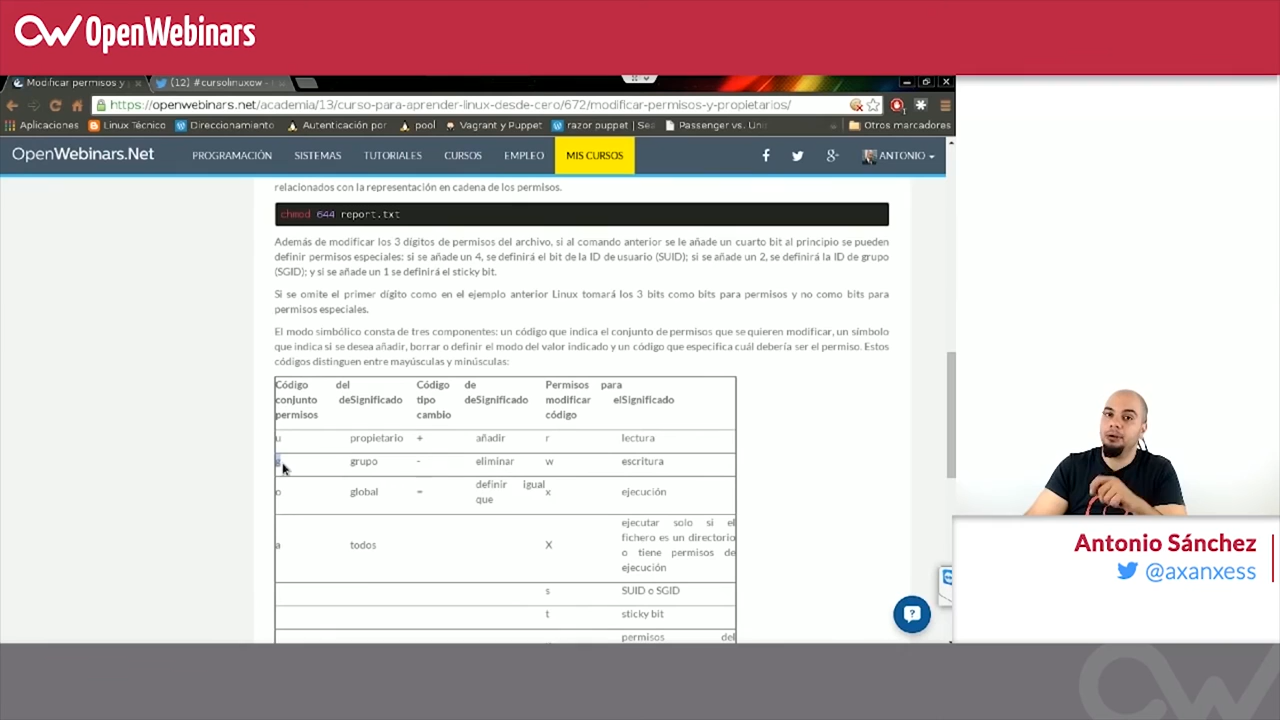 OpenWebinars
Modificar permisos y
(12) #cursolinuxow -
https://openwebinars.net/academia/13/curso-para-aprender-linux-desde-cero/672/modificar-permisos-y-propietarios/
Aplicaciones Linux Técnico Direccionamiento Autenticación por pool Vagrant y Puppet razor puppet | Sea Passenger vs. Uni Otros marcadores
OpenWebinars.Net PROGRAMACIÓN SISTEMAS TUTORIALES CURSOS EMPLEO MIS CURSOS ANTONIO
relacionados con la representación en cadena de los permisos.
chmod 644 report.txt
Además de modificar los 3 dígitos de permisos del archivo, si al comando anterior se le añade un cuarto bit al principio se pueden
definir permisos especiales: si se añade un 4, se definirá el bit de la ID de usuario (SUID); si se añade un 2, se definirá la ID de grupo
(SGID); y si se añade un 1 se definirá el sticky bit.
Si se omite el primer dígito como en el ejemplo anterior Linux tomará los 3 bits como bits para permisos y no como bits para
permisos especiales.
El modo simbólico consta de tres componentes: un código que indica el conjunto de permisos que se quieren modificar, un símbolo
que indica si se desea añadir, borrar o definir el modo del valor indicado y un código que especifica cuál debería ser el permiso. Estos
códigos distinguen entre mayúsculas y minúsculas:
Código del Código de Permisos para
conjunto deSignificado tipo deSignificado modificar elSignificado
permisos cambio código
u propietario + añadir r lectura
g grupo - eliminar w escritura
o global = definir igual que x ejecución
a todos X ejecutar solo si el
fichero es un directorio
o tiene permisos de
ejecución
s SUID o SGID
t sticky bit
permisos del
Antonio Sánchez
@axanxess